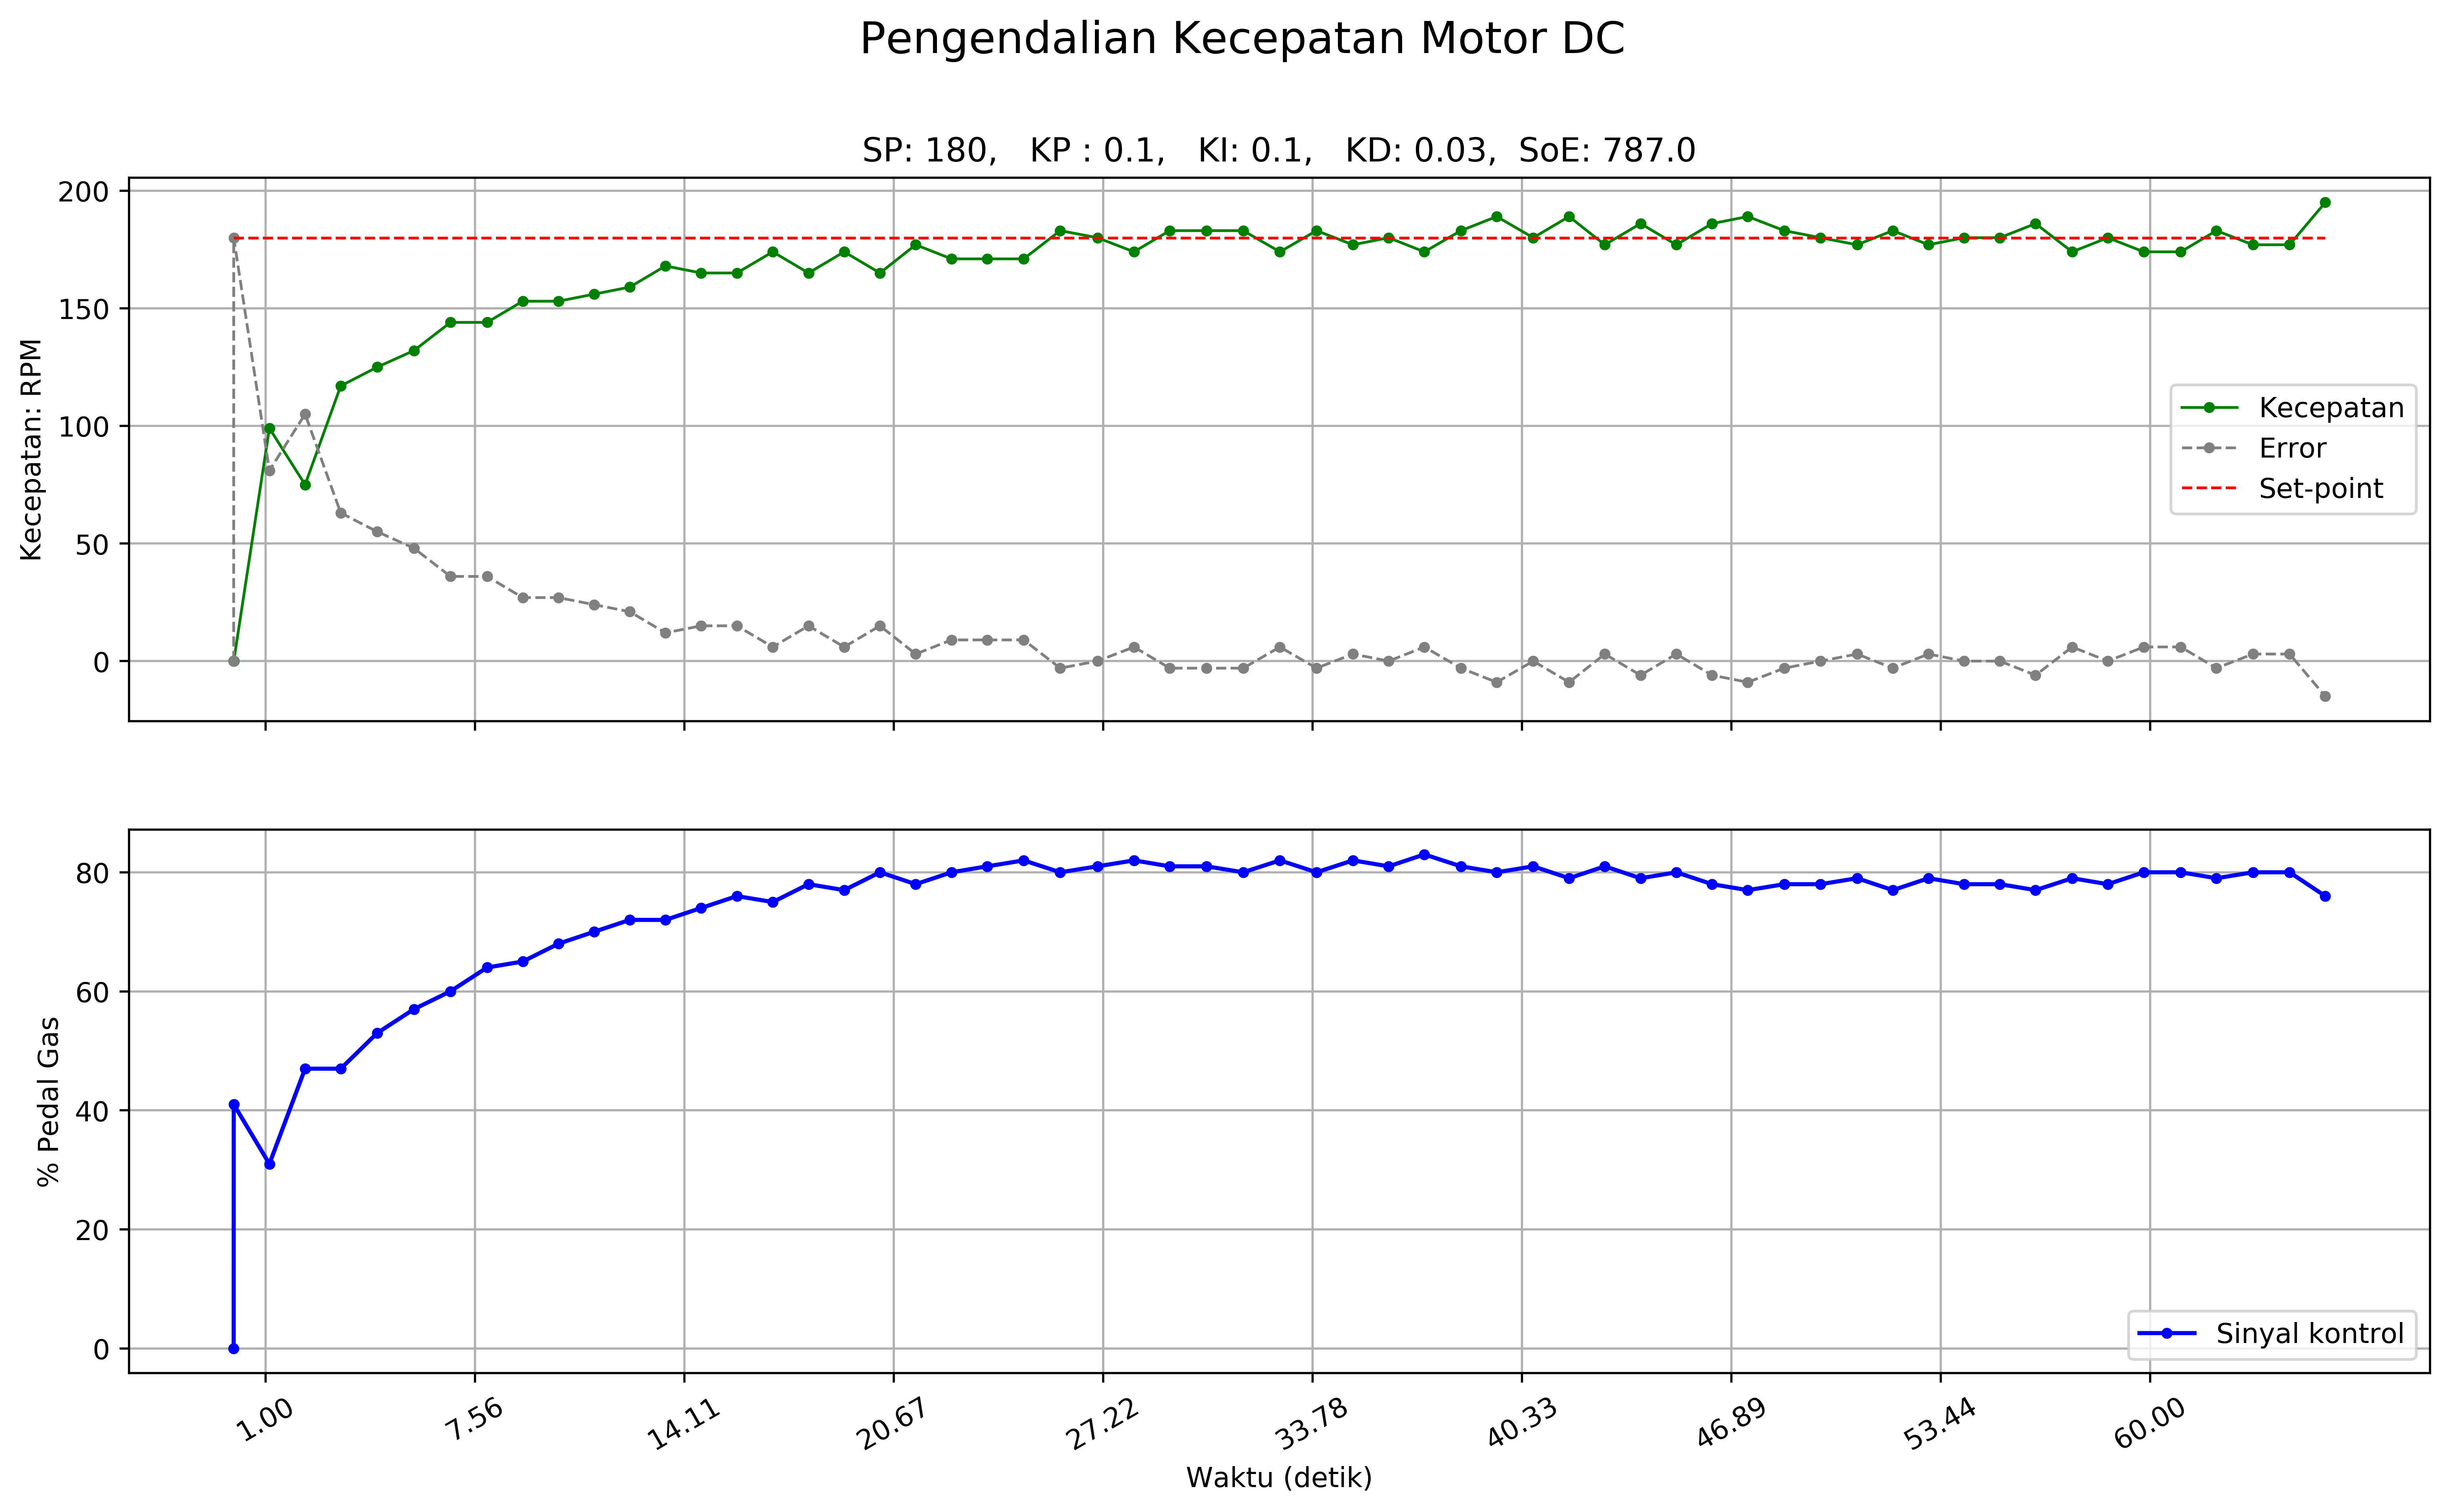 Pengendalian Kecepatan Motor DC
SP: 180, KP : 0.1, KI: 0.1, KD: 0.03, SoE: 787.0
200
150
100
50
0
Kecepatan: RPM
Kecepatan
Error
Set-point
80
60
40
20
0
% Pedal Gas
Sinyal kontrol
1.00 7.56 14.11 20.67 27.22 33.78 40.33 46.89 53.44 60.00
Waktu (detik)